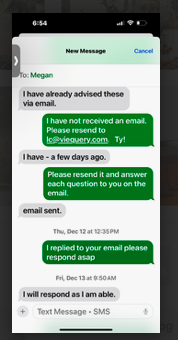 6:54
New Message
Cancel
To: Megan
I have already advised these
via email.
I have not received an email.
Please resend to
lc@viequery.com. Ty!
I have - a few days ago.
Please resend it and answer
each question to you on the
email.
email sent.
Thu, Dec 12 at 12:35 PM
I replied to your email please
respond asap
Fri, Dec 13 at 9:50 AM
I will respond as I am able.
Text Message • SMS